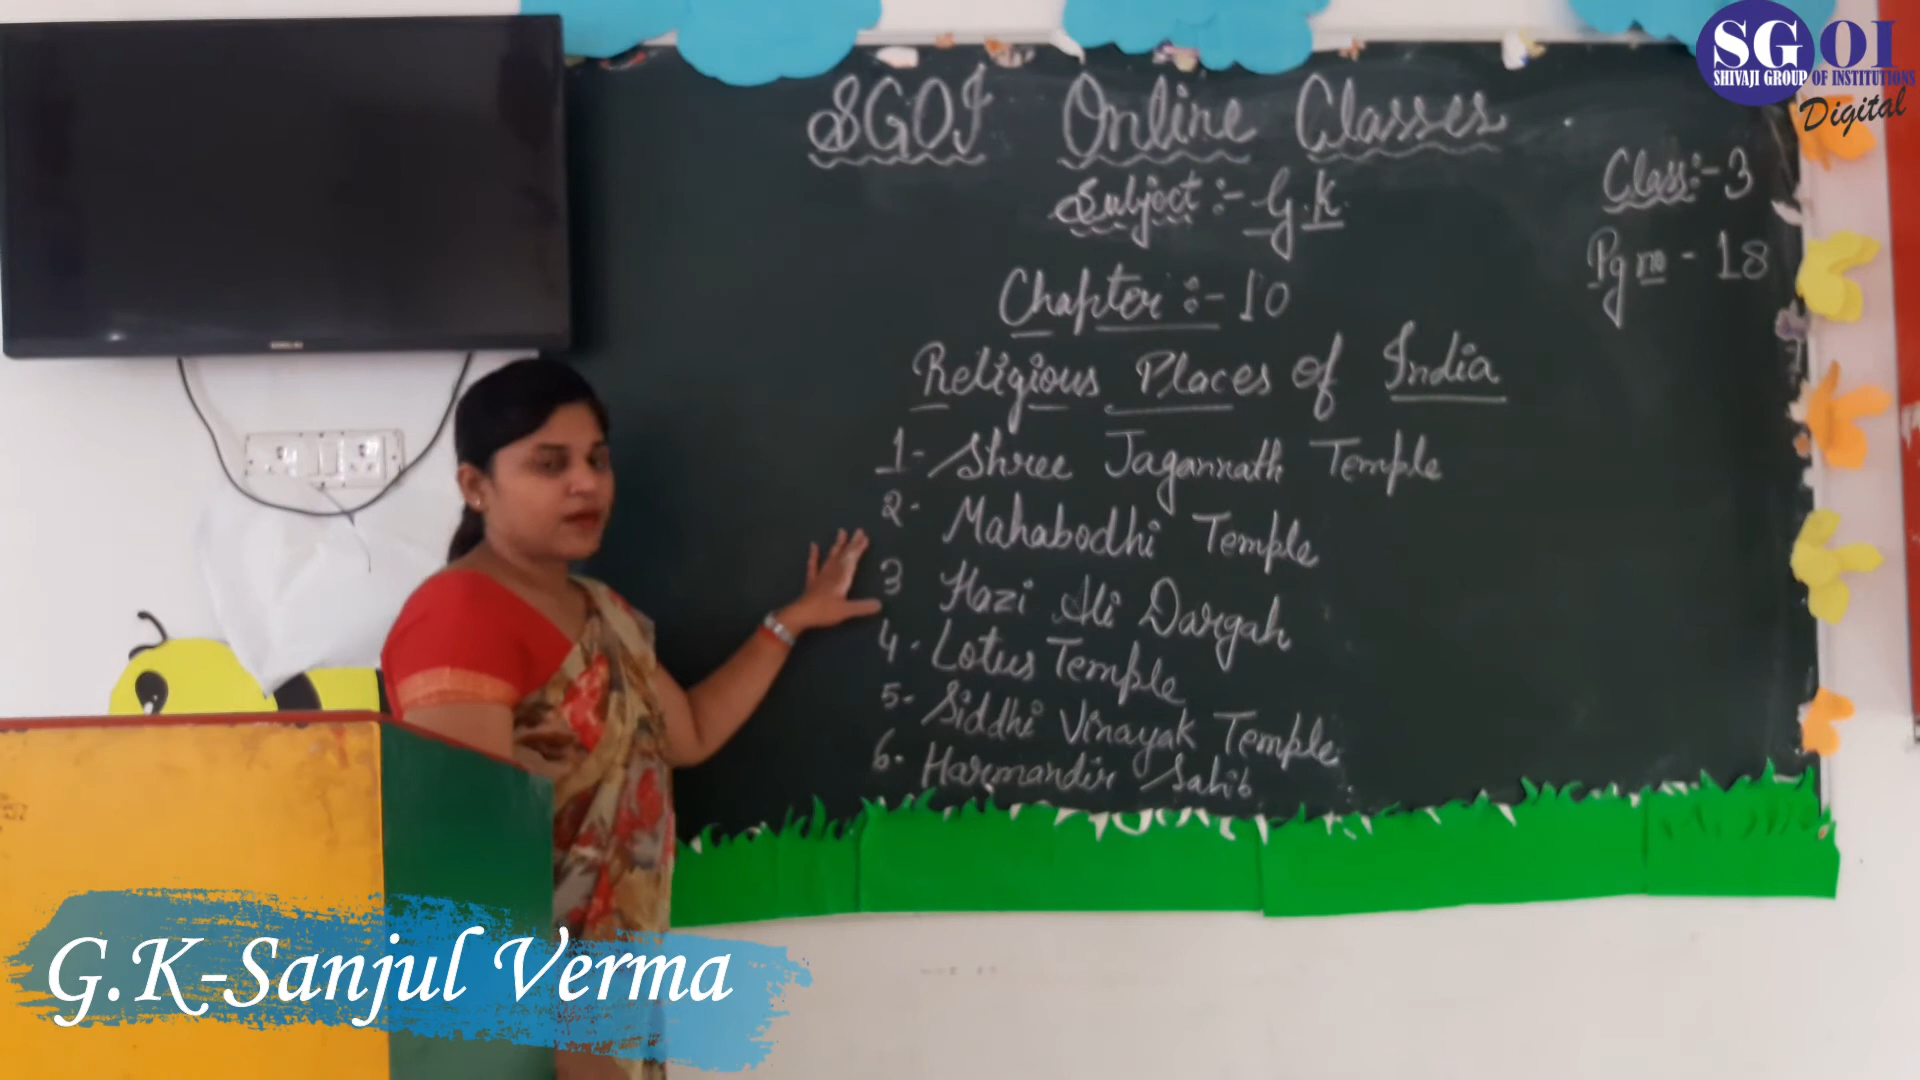 SGOI
SHIVAJI GROUP OF INSTITUTIONS
Digital
SGOI Online Classes
Subject :- G.K.
Class:- 3
Pg no - 18
Chapter :- 10
Religious Places of India
1- Shree Jagannath Temple
2- Mahabodhi Temple
3 Hazi Ali Dargah
4- Lotus Temple
5- Siddhi Vinayak Temple
6- Harmandir Sahib
G.K-Sanjul Verma